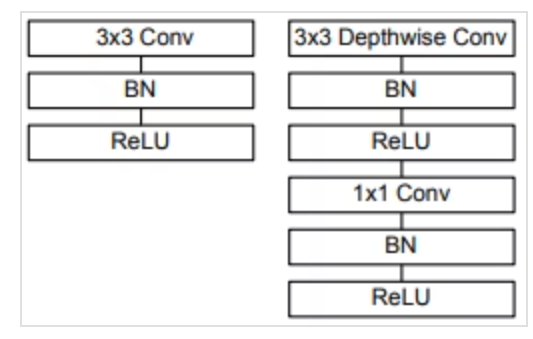 3x3 Conv
BN
ReLU
3x3 Depthwise Conv
BN
ReLU
1x1 Conv
BN
ReLU